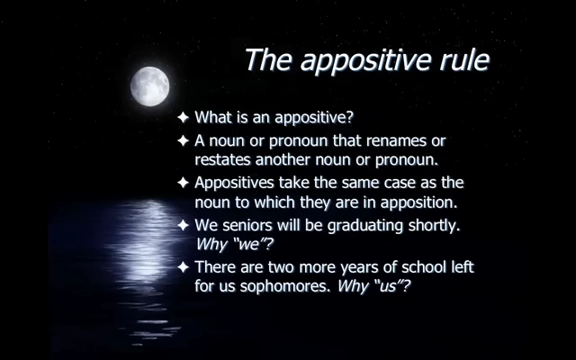 The appositive rule
✦ What is an appositive?
✦ A noun or pronoun that renames or
restates another noun or pronoun.
✦ Appositives take the same case as the
noun to which they are in apposition.
✦ We seniors will be graduating shortly.
Why “we”?
✦ There are two more years of school left
for us sophomores. Why “us”?